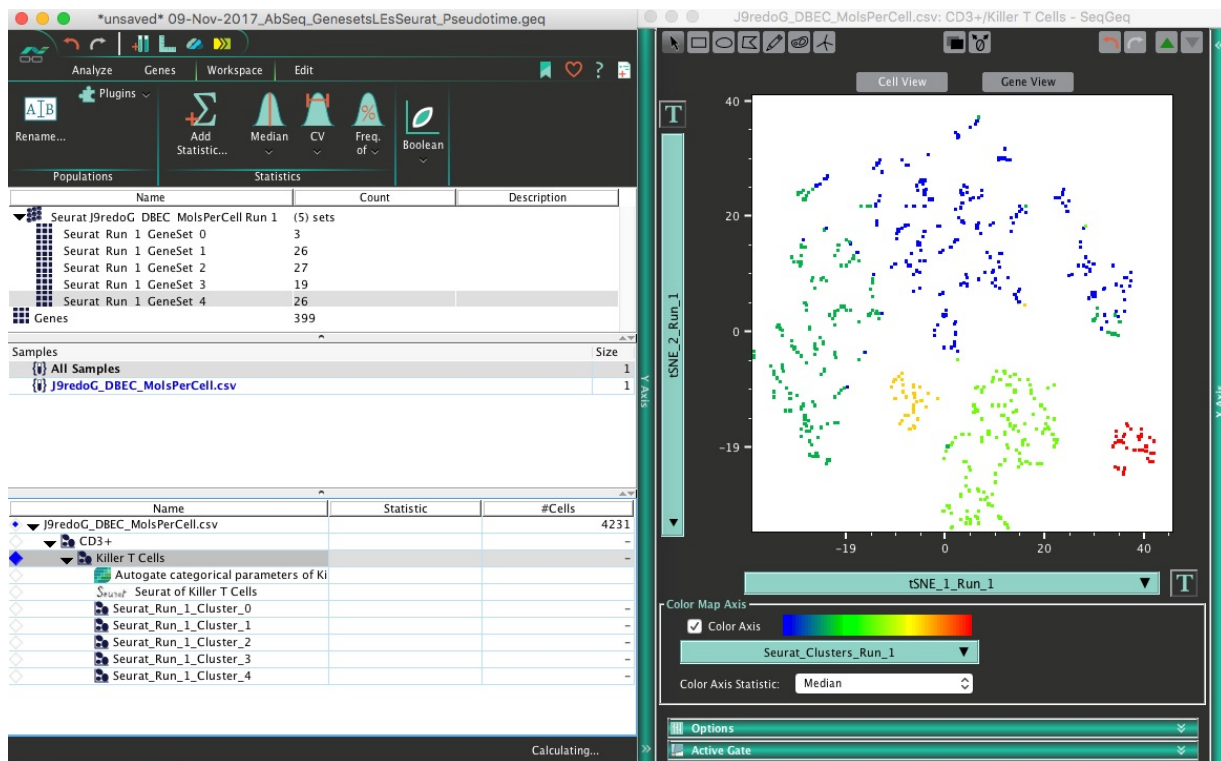 *unsaved* 09-Nov-2017_AbSeq_GenesetsLEsSeurat_Pseudotime.geq
Analyze Genes Workspace Edit
Plugins
Rename...
Add Statistic...
Median
CV
Freq. of
Boolean
Populations
Statistics
Name Count Description
Seurat J9redoG DBEC MolsPerCell Run 1 (5) sets
Seurat Run 1 GeneSet 0 3
Seurat Run 1 GeneSet 1 26
Seurat Run 1 GeneSet 2 27
Seurat Run 1 GeneSet 3 19
Seurat Run 1 GeneSet 4 26
Genes 399
Samples Size
All Samples 1
J9redoG_DBEC_MolsPerCell.csv 1
Name Statistic #Cells
J9redoG_DBEC_MolsPerCell.csv 4231
CD3+ -
Killer T Cells -
Autogate categorical parameters of Ki
Seurat Seurat of Killer T Cells
Seurat_Run_1_Cluster_0 -
Seurat_Run_1_Cluster_1 -
Seurat_Run_1_Cluster_2 -
Seurat_Run_1_Cluster_3 -
Seurat_Run_1_Cluster_4 -
Calculating...
J9redoG_DBEC_MolsPerCell.csv: CD3+/Killer T Cells - SeqGeq
Cell View Gene View
T
Y Axis
tSNE_2_Run_1
40
20
0
-19
-19 0 20 40
X Axis
tSNE_1_Run_1 T
Color Map Axis
Color Axis
Seurat_Clusters_Run_1
Color Axis Statistic: Median
Options
Active Gate